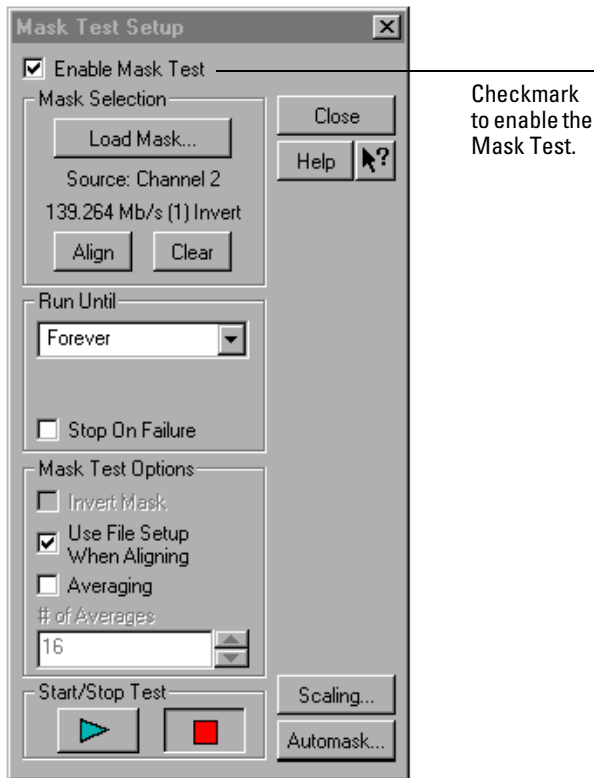 Mask Test Setup
Enable Mask Test
Checkmark
to enable the
Mask Test.
Mask Selection
Load Mask...
Source: Channel 2
139.264 Mb/s (1) Invert
Align Clear
Close
Help ?
Run Until
Forever
Stop On Failure
Mask Test Options
Invert Mask
Use File Setup
When Aligning
Averaging
# of Averages
16
Start/Stop Test
Scaling...
Automask...